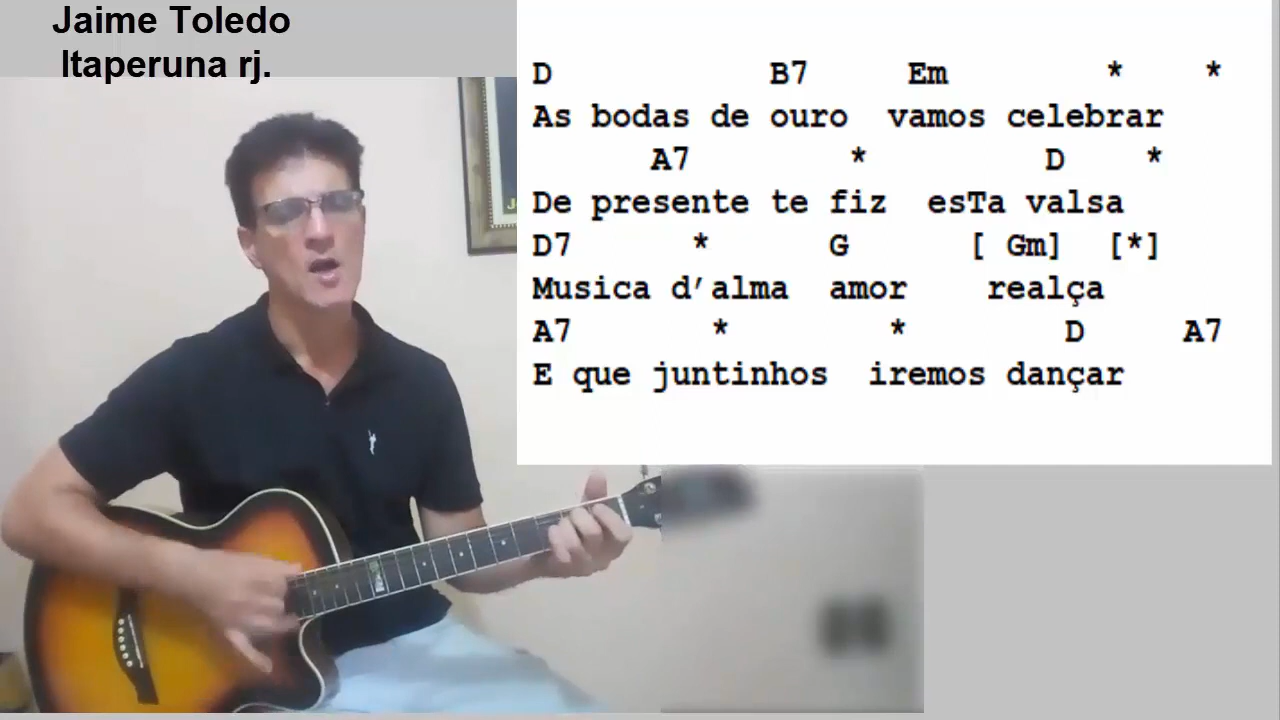 Jaime Toledo
Itaperuna rj.
D B7 Em * *
As bodas de ouro vamos celebrar
A7 * D *
De presente te fiz esTa valsa
D7 * G [ Gm] [*]
Musica d’alma amor realça
A7 * * D A7
E que juntinhos iremos dançar